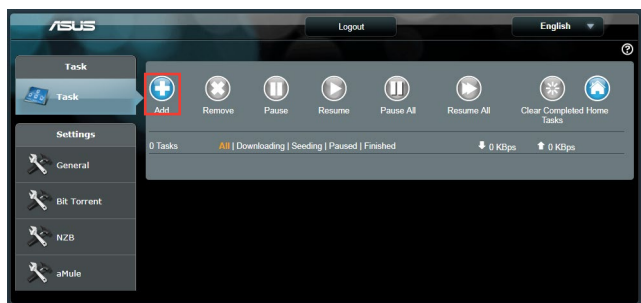 ASUS
Logout
English
?
Task
Task
Settings
General
Bit Torrent
NZB
aMule
Add
Remove
Pause
Resume
Pause All
Resume All
Clear Completed
Tasks
Home
0 Tasks
All | Downloading | Seeding | Paused | Finished
0 KBps
0 KBps